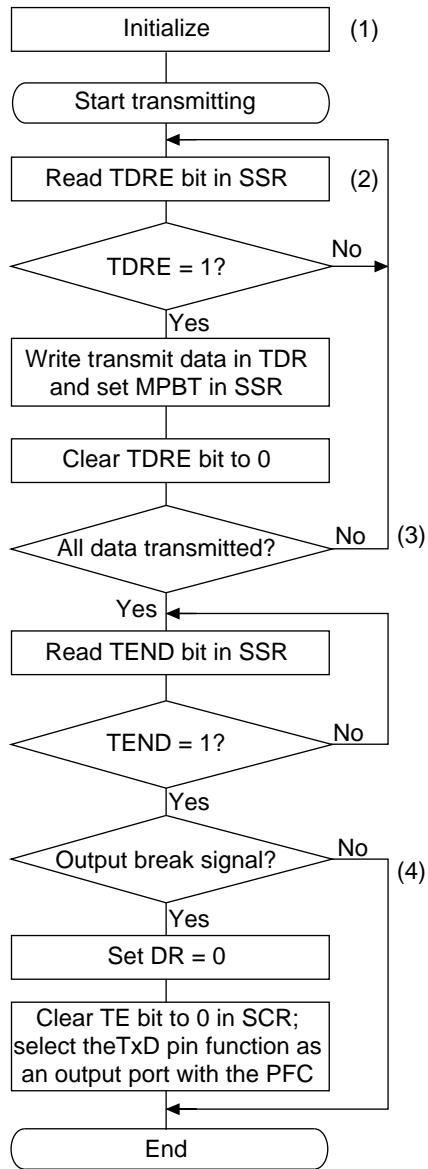 Initialize
(1)
Start transmitting
Read TDRE bit in SSR
(2)
TDRE = 1?
No
Yes
Write transmit data in TDR
and set MPBT in SSR
Clear TDRE bit to 0
All data transmitted?
No
(3)
Yes
Read TEND bit in SSR
TEND = 1?
No
Yes
Output break signal?
No
(4)
Yes
Set DR = 0
Clear TE bit to 0 in SCR;
select theTxD pin function as
an output port with the PFC
End